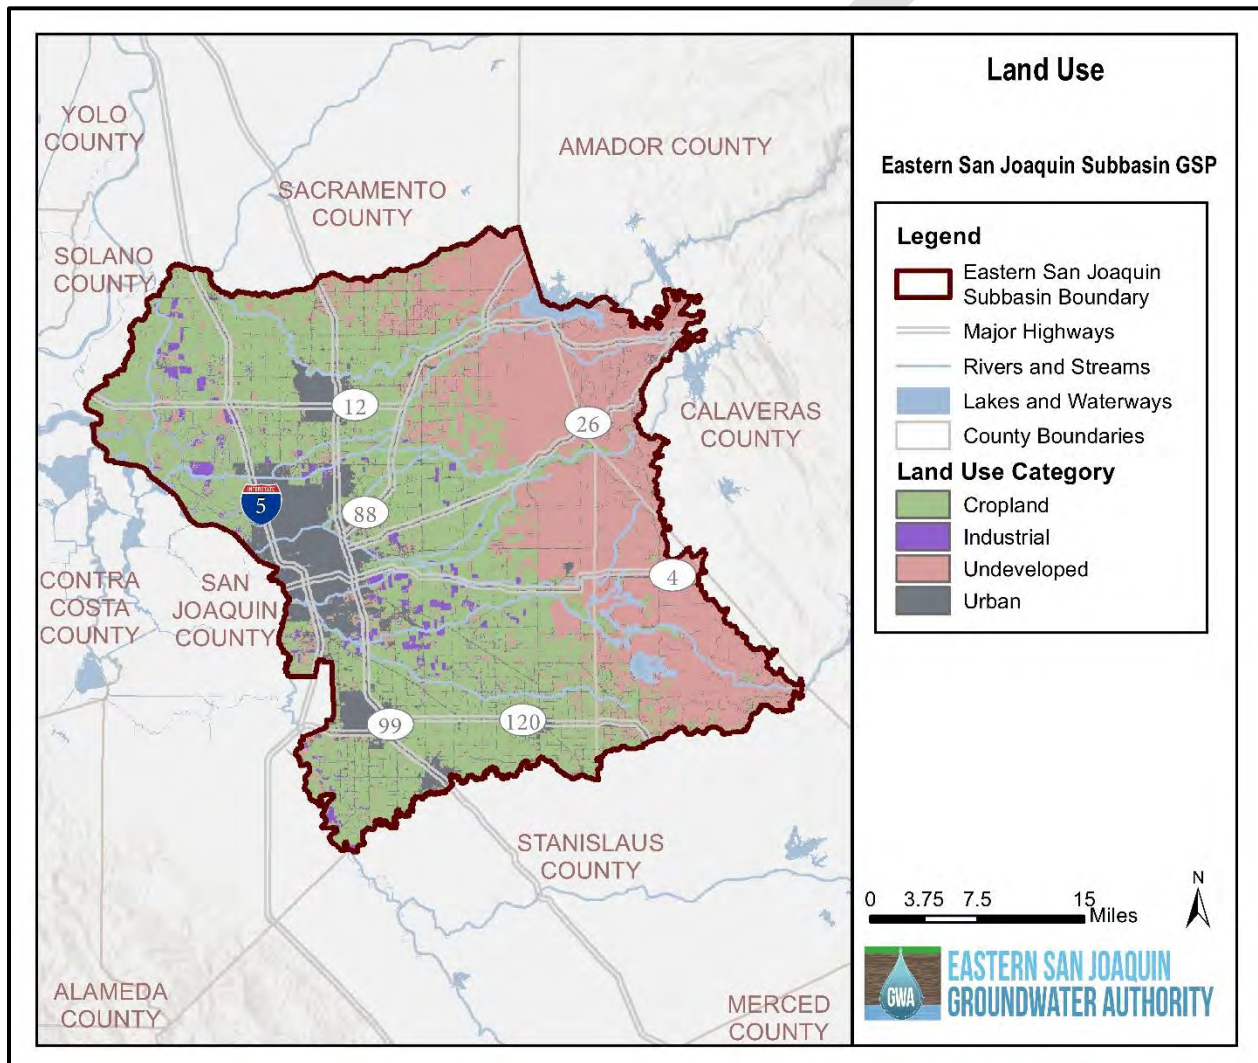 YOLO
COUNTY
AMADOR COUNTY
SACRAMENTO
COUNTY
SOLANO
COUNTY
CALAVERAS
COUNTY
12
26
INTERSTATE
5
88
4
CONTRA
COSTA
COUNTY
SAN
JOAQUIN
COUNTY
99
120
STANISLAUS
COUNTY
ALAMEDA
COUNTY
MERCED
COUNTY
Land Use
Eastern San Joaquin Subbasin GSP
Legend
Eastern San Joaquin
Subbasin Boundary
Major Highways
Rivers and Streams
Lakes and Waterways
County Boundaries
Land Use Category
Cropland
Industrial
Undeveloped
Urban
N
0 3.75 7.5 15
Miles
GWA
EASTERN SAN JOAQUIN
GROUNDWATER AUTHORITY